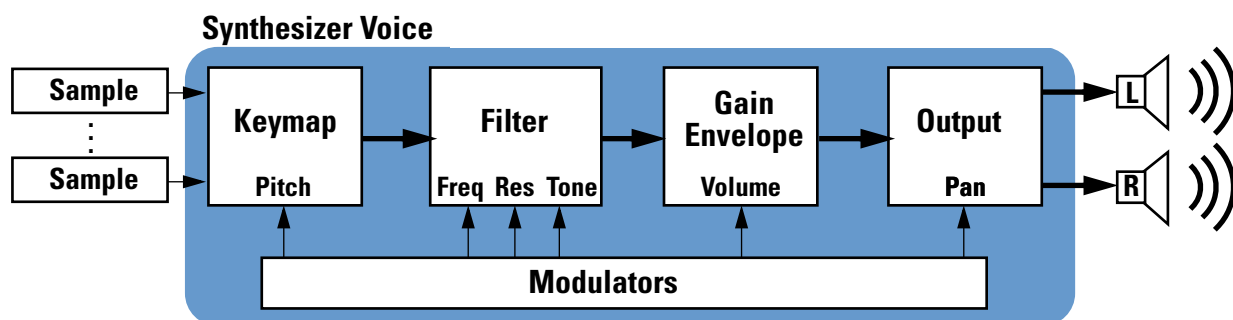 Synthesizer Voice
Sample
Sample
Keymap
Pitch
Filter
Freq Res Tone
Gain
Envelope
Volume
Output
Pan
L
R
Modulators